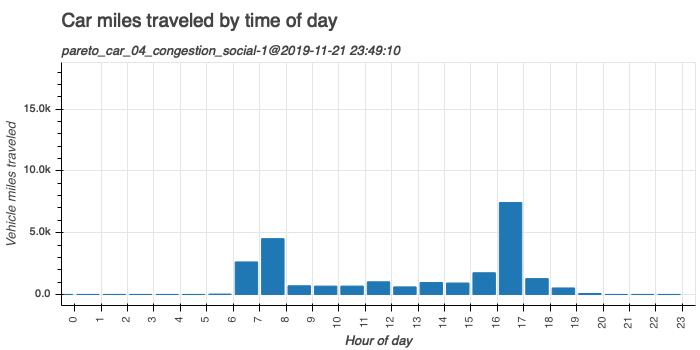 Car miles traveled by time of day
pareto_car_04_congestion_social-1@2019-11-21 23:49:10
Vehicle miles traveled
15.0k
10.0k
5.0k
0.0
0 1 2 3 4 5 6 7 8 9 10 11 12 13 14 15 16 17 18 19 20 21 22 23
Hour of day